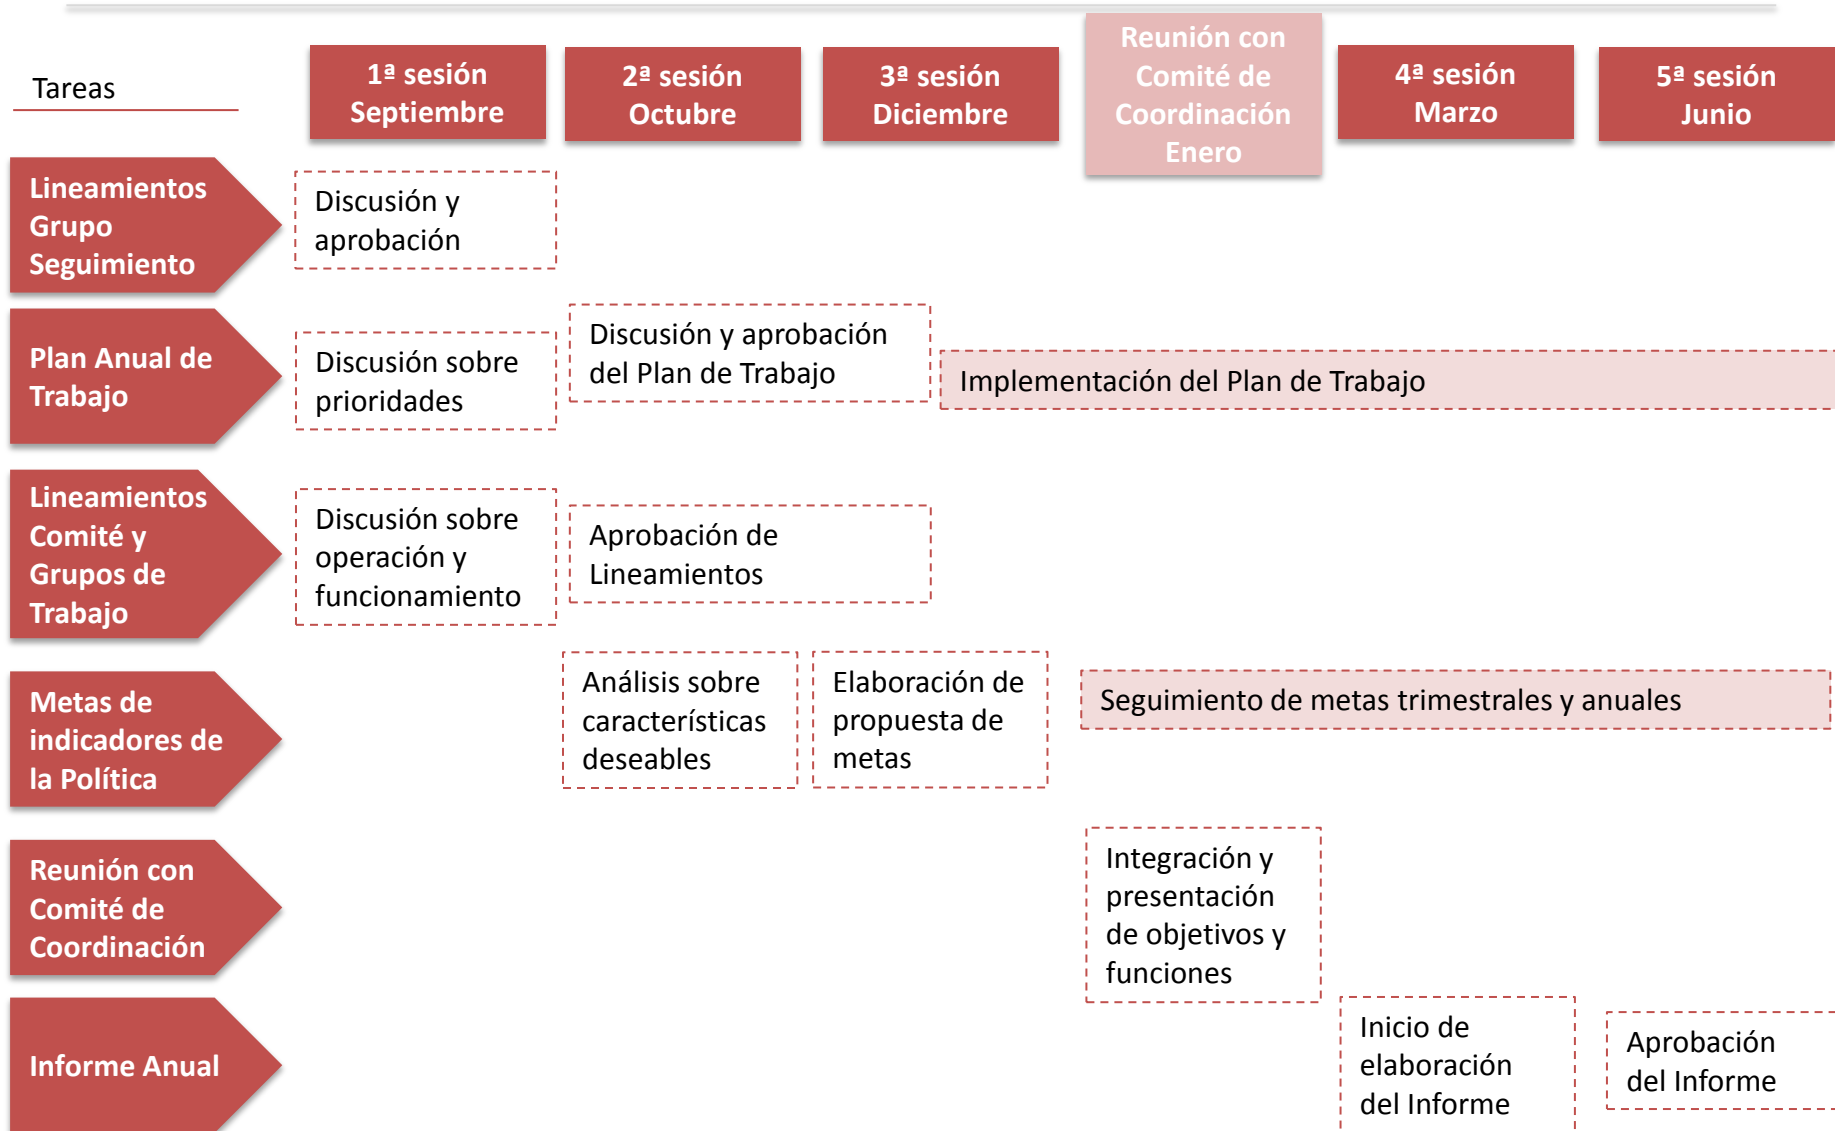 Tareas
1ª sesión
Septiembre
2ª sesión
Octubre
3ª sesión
Diciembre
Reunión con
Comité de
Coordinación
Enero
4ª sesión
Marzo
5ª sesión
Junio
Lineamientos
Grupo
Seguimiento
Discusión y
aprobación
Plan Anual de
Trabajo
Discusión sobre
prioridades
Discusión y aprobación
del Plan de Trabajo
Implementación del Plan de Trabajo
Lineamientos
Comité y
Grupos de
Trabajo
Discusión sobre
operación y
funcionamiento
Aprobación de
Lineamientos
Metas de
indicadores de
la Política
Análisis sobre
características
deseables
Elaboración de
propuesta de
metas
Seguimiento de metas trimestrales y anuales
Reunión con
Comité de
Coordinación
Integración y
presentación
de objetivos y
funciones
Informe Anual
Inicio de
elaboración
del Informe
Aprobación
del Informe